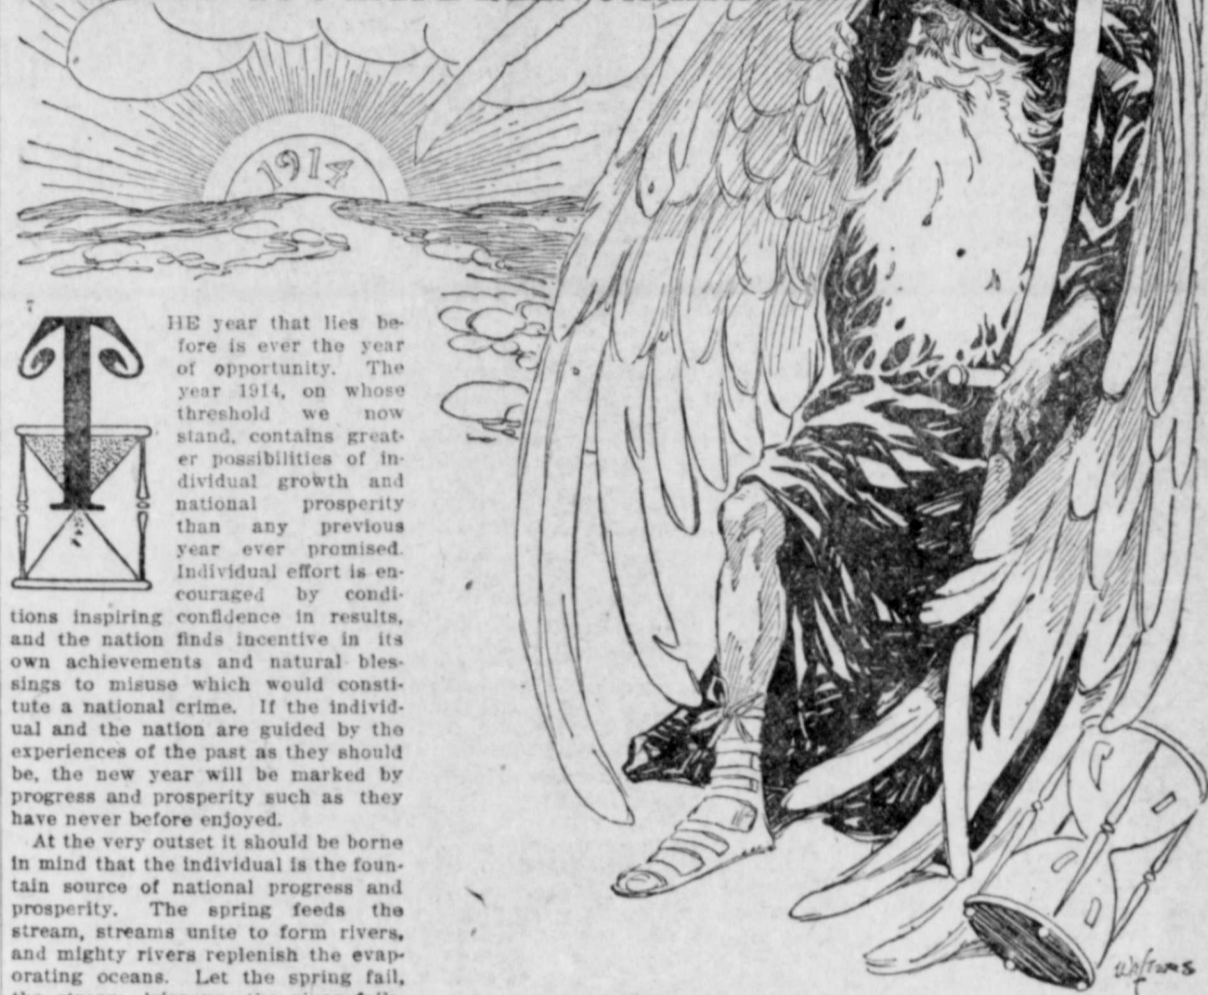 1914
THE year that lies be-
fore is ever the year
of opportunity. The
year 1914, on whose
threshold we now
stand, contains great-
er possibilities of in-
dividual growth and
national prosperity
than any previous
year ever promised.
Individual effort is en-
couraged by condi-
tions inspiring confidence in results,
and the nation finds incentive in its
own achievements and natural bles-
sings to misuse which would consti-
tute a national crime. If the individ-
ual and the nation are guided by the
experiences of the past as they should
be, the new year will be marked by
progress and prosperity such as they
have never before enjoyed.
At the very outset it should be borne
in mind that the individual is the foun-
tain source of national progress and
prosperity. The spring feeds the
stream, streams unite to form rivers,
and mighty rivers replenish the evap-
orating oceans. Let the spring fail,